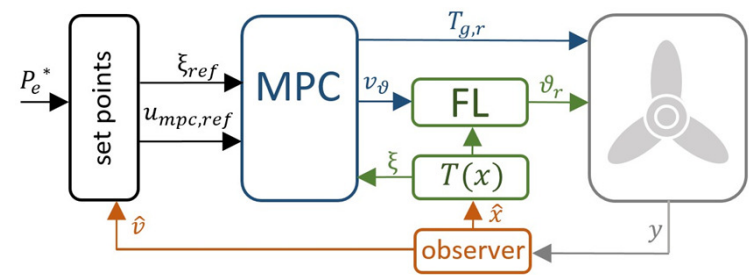 P_e^*
set points
ξ_ref
u_mpc,ref
MPC
T_g,r
v_ϑ
FL
ϑ_r
ξ
T(x)
v̂
x̂
observer
y